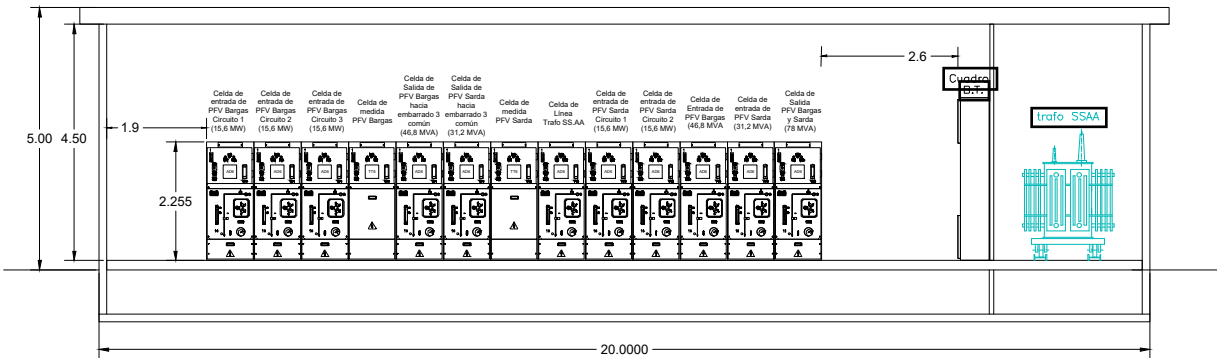 2.6
Celda de
entrada de
PFV Bargas
Circuito 1
(15,6 MW)
Celda de
entrada de
PFV Bargas
Circuito 2
(15,6 MW)
Celda de
entrada de
PFV Bargas
Circuito 3
(15,6 MW)
Celda de
medida
PFV Bargas
Celda de
Salida de
PFV Bargas
hacia
embarrado 3
común
(46,8 MVA)
Celda de
Salida de
PFV Sarda
hacia
embarrado 3
común
(31,2 MVA)
Celda de
medida
PFV Sarda
Celda de
Línea
Trafo SS.AA
Celda de
entrada de
PFV Sarda
Circuito 1
(15,6 MW)
Celda de
entrada de
PFV Sarda
Circuito 2
(15,6 MW)
Celda de
Entrada de
PFV Bargas
(46,8 MVA
Celda de
entrada de
PFV Sarda
(31,2 MVA)
Celda de
Salida
PFV Bargas
y Sarda
(78 MVA)
Cuadro
B.T.
trafo SSAA
5.00
4.50
1.9
2.255
20.0000